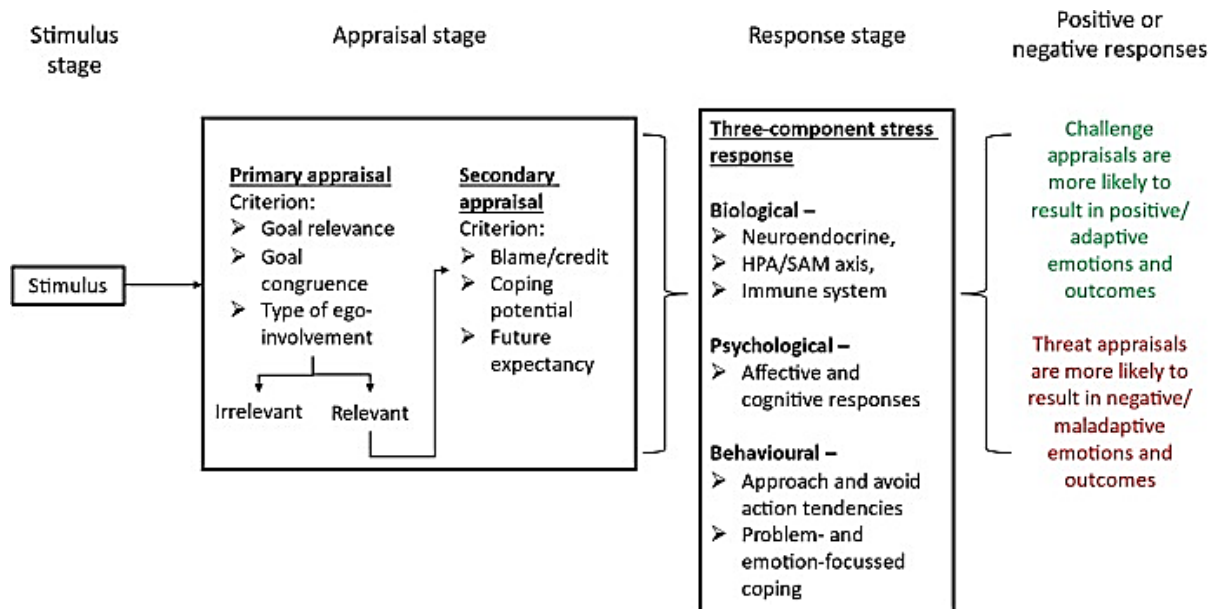 Stimulus
stage
Appraisal stage
Response stage
Positive or
negative responses
Stimulus
Primary appraisal
Criterion:
➤ Goal relevance
➤ Goal
congruence
➤ Type of ego-
involvement
Irrelevant
Relevant
Secondary
appraisal
Criterion:
➤ Blame/credit
➤ Coping
potential
➤ Future
expectancy
Three-component stress
response
Biological –
➤ Neuroendocrine,
➤ HPA/SAM axis,
➤ Immune system
Psychological –
➤ Affective and
cognitive responses
Behavioural –
➤ Approach and avoid
action tendencies
➤ Problem- and
emotion-focussed
coping
Challenge
appraisals are
more likely to
result in positive/
adaptive
emotions and
outcomes
Threat appraisals
are more likely to
result in negative/
maladaptive
emotions and
outcomes